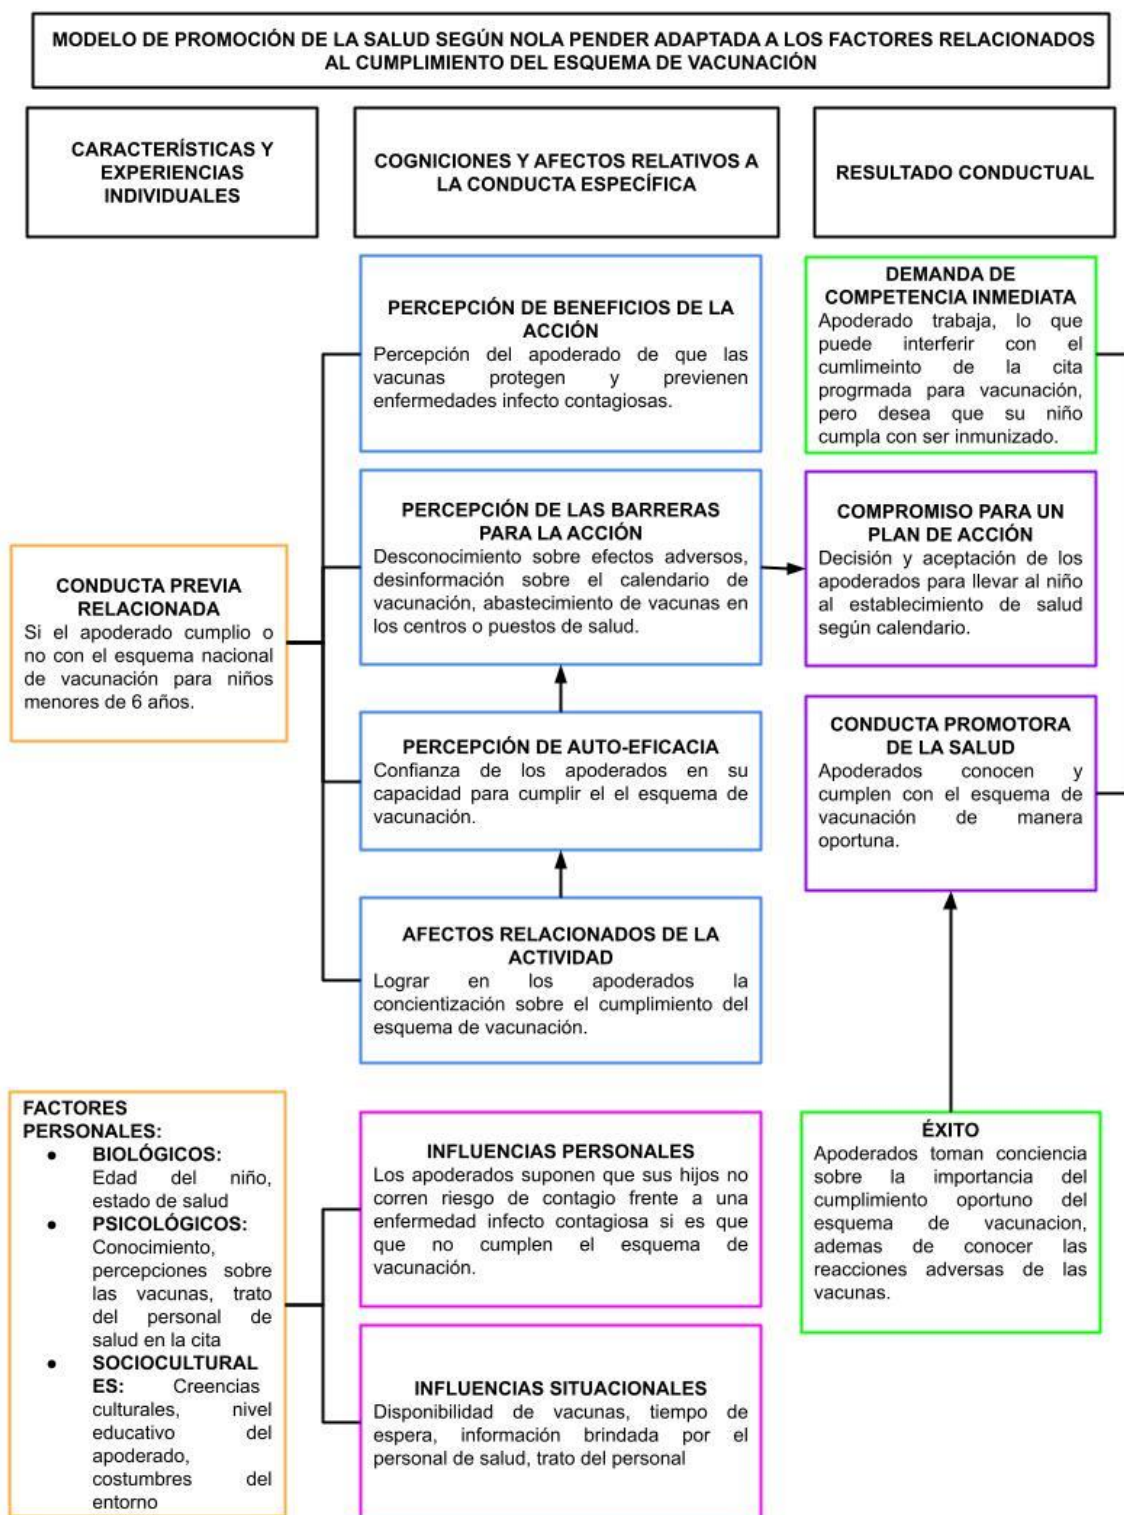 MODELO DE PROMOCIÓN DE LA SALUD SEGÚN NOLA PENDER ADAPTADA A LOS FACTORES RELACIONADOS
AL CUMPLIMIENTO DEL ESQUEMA DE VACUNACIÓN
CARACTERÍSTICAS Y
EXPERIENCIAS
INDIVIDUALES
COGNICIONES Y AFECTOS RELATIVOS A
LA CONDUCTA ESPECÍFICA
RESULTADO CONDUCTUAL
CONDUCTA PREVIA
RELACIONADA
Si el apoderado cumplio o
no con el esquema nacional
de vacunación para niños
menores de 6 años.
FACTORES
PERSONALES:
● BIOLÓGICOS:
Edad del niño,
estado de salud
● PSICOLÓGICOS:
Conocimiento,
percepciones sobre
las vacunas, trato
del personal de
salud en la cita
● SOCIOCULTURAL
ES: Creencias
culturales, nivel
educativo del
apoderado,
costumbres del
entorno
PERCEPCIÓN DE BENEFICIOS DE LA
ACCIÓN
Percepción del apoderado de que las
vacunas protegen y previenen
enfermedades infecto contagiosas.
PERCEPCIÓN DE LAS BARRERAS
PARA LA ACCIÓN
Desconocimiento sobre efectos adversos,
desinformación sobre el calendario de
vacunación, abastecimiento de vacunas en
los centros o puestos de salud.
PERCEPCIÓN DE AUTO-EFICACIA
Confianza de los apoderados en su
capacidad para cumplir el el esquema de
vacunación.
AFECTOS RELACIONADOS DE LA
ACTIVIDAD
Lograr en los apoderados la
concientización sobre el cumplimiento del
esquema de vacunación.
INFLUENCIAS PERSONALES
Los apoderados suponen que sus hijos no
corren riesgo de contagio frente a una
enfermedad infecto contagiosa si es que
que no cumplen el esquema de
vacunación.
INFLUENCIAS SITUACIONALES
Disponibilidad de vacunas, tiempo de
espera, información brindada por el
personal de salud, trato del personal
DEMANDA DE
COMPETENCIA INMEDIATA
Apoderado trabaja, lo que
puede interferir con el
cumlimeinto de la cita
progrmada para vacunación,
pero desea que su niño
cumpla con ser inmunizado.
COMPROMISO PARA UN
PLAN DE ACCIÓN
Decisión y aceptación de los
apoderados para llevar al niño
al establecimiento de salud
según calendario.
CONDUCTA PROMOTORA
DE LA SALUD
Apoderados conocen y
cumplen con el esquema de
vacunación de manera
oportuna.
ÉXITO
Apoderados toman conciencia
sobre la importancia del
cumplimiento oportuno del
esquema de vacunacion,
ademas de conocer las
reacciones adversas de las
vacunas.